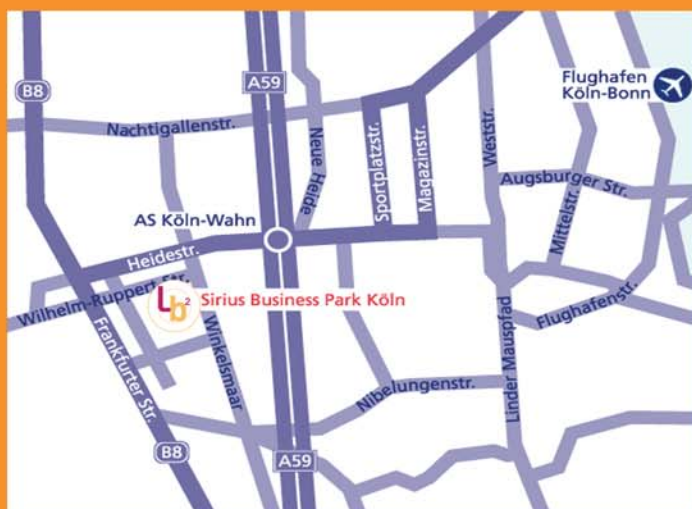 B8
A59
Flughafen
Köln-Bonn
Nachtigallenstr.
Neue Heide
Sportplatzstr.
Magazinstr.
Weststr.
Augsburger Str.
Mittelstr.
AS Köln-Wahn
Heidestr.
Wilhelm-Ruppert-Str.
Lb²
Sirius Business Park Köln
Flughafenstr.
Linder Mauspfad
Frankfurter Str.
Winkelsmaar
Nibelungenstr.
B8
A59